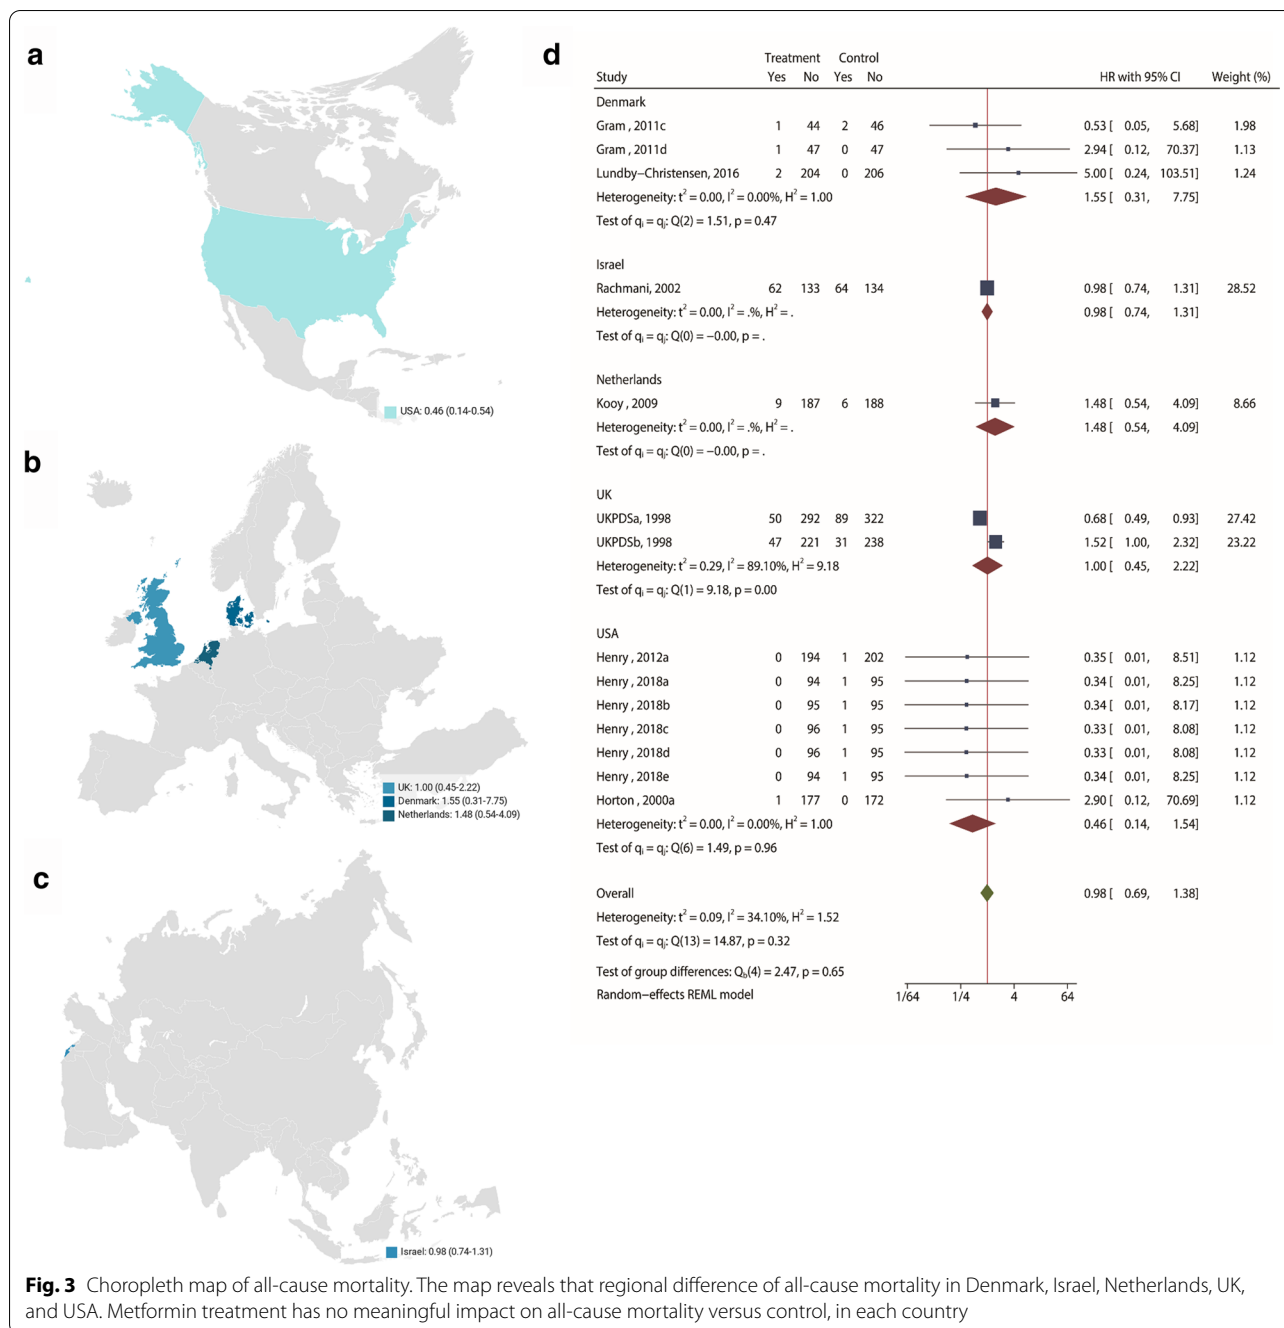 a
USA: 0.46 (0.14-0.54)
b
UK: 1.00 (0.45-2.22)
Denmark: 1.55 (0.31-7.75)
Netherlands: 1.48 (0.54-4.09)
c
Israel: 0.98 (0.74-1.31)
d
Treatment Control
Study Yes No Yes No HR with 95% CI Weight (%)
Denmark
Gram , 2011c 1 44 2 46 0.53 [ 0.05, 5.68] 1.98
Gram , 2011d 1 47 0 47 2.94 [ 0.12, 70.37] 1.13
Lundby−Christensen, 2016 2 204 0 206 5.00 [ 0.24, 103.51] 1.24
Heterogeneity: t² = 0.00, I² = 0.00%, H² = 1.00 1.55 [ 0.31, 7.75]
Test of qᵢ = qⱼ: Q(2) = 1.51, p = 0.47
Israel
Rachmani, 2002 62 133 64 134 0.98 [ 0.74, 1.31] 28.52
Heterogeneity: t² = 0.00, I² = .%, H² = . 0.98 [ 0.74, 1.31]
Test of qᵢ = qⱼ: Q(0) = −0.00, p = .
Netherlands
Kooy , 2009 9 187 6 188 1.48 [ 0.54, 4.09] 8.66
Heterogeneity: t² = 0.00, I² = .%, H² = . 1.48 [ 0.54, 4.09]
Test of qᵢ = qⱼ: Q(0) = −0.00, p = .
UK
UKPDSa, 1998 50 292 89 322 0.68 [ 0.49, 0.93] 27.42
UKPDSb, 1998 47 221 31 238 1.52 [ 1.00, 2.32] 23.22
Heterogeneity: t² = 0.29, I² = 89.10%, H² = 9.18 1.00 [ 0.45, 2.22]
Test of qᵢ = qⱼ: Q(1) = 9.18, p = 0.00
USA
Henry , 2012a 0 194 1 202 0.35 [ 0.01, 8.51] 1.12
Henry , 2018a 0 94 1 95 0.34 [ 0.01, 8.25] 1.12
Henry , 2018b 0 95 1 95 0.34 [ 0.01, 8.17] 1.12
Henry , 2018c 0 96 1 95 0.33 [ 0.01, 8.08] 1.12
Henry , 2018d 0 96 1 95 0.33 [ 0.01, 8.08] 1.12
Henry , 2018e 0 94 1 95 0.34 [ 0.01, 8.25] 1.12
Horton , 2000a 1 177 0 172 2.90 [ 0.12, 70.69] 1.12
Heterogeneity: t² = 0.00, I² = 0.00%, H² = 1.00 0.46 [ 0.14, 1.54]
Test of qᵢ = qⱼ: Q(6) = 1.49, p = 0.96
Overall 0.98 [ 0.69, 1.38]
Heterogeneity: t² = 0.09, I² = 34.10%, H² = 1.52
Test of qᵢ = qⱼ: Q(13) = 14.87, p = 0.32
Test of group differences: Q_b(4) = 2.47, p = 0.65
Random−effects REML model
1/64 1/4 4 64
Fig. 3 Choropleth map of all-cause mortality. The map reveals that regional difference of all-cause mortality in Denmark, Israel, Netherlands, UK,
and USA. Metformin treatment has no meaningful impact on all-cause mortality versus control, in each country